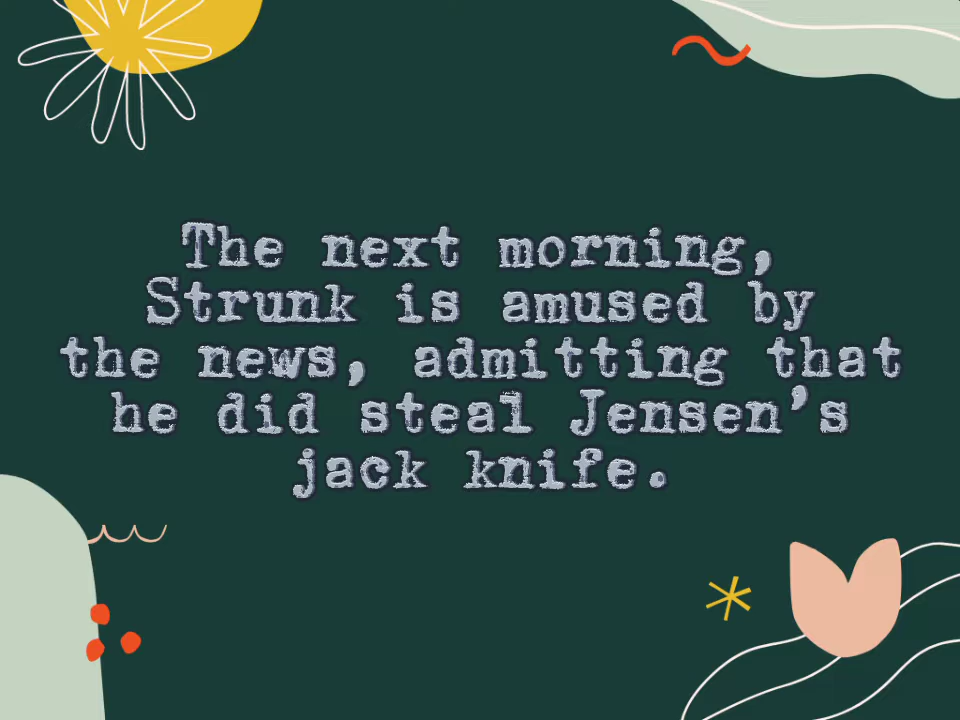 The next morning,
Strunk is amused by
the news, admitting that
he did steal Jensen’s
jack knife.